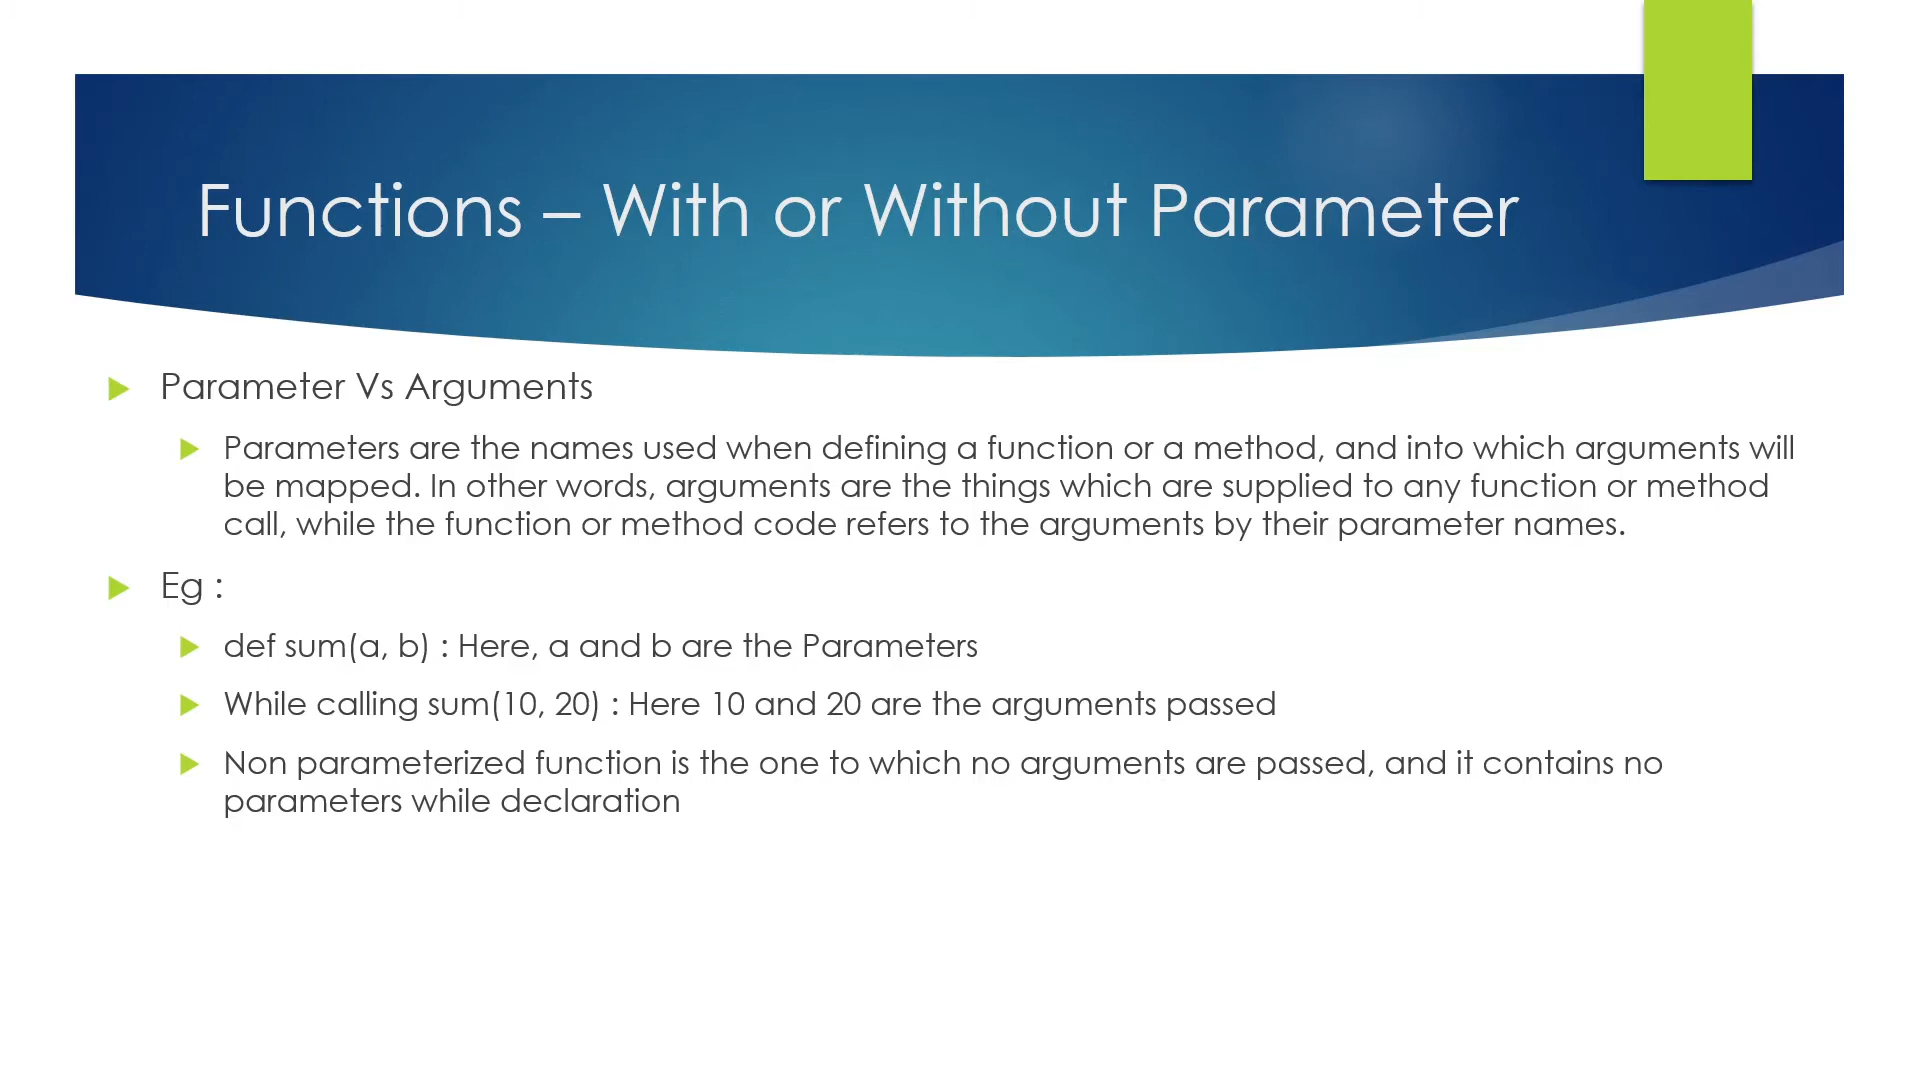 Functions – With or Without Parameter
Parameter Vs Arguments
Parameters are the names used when defining a function or a method, and into which arguments will
be mapped. In other words, arguments are the things which are supplied to any function or method
call, while the function or method code refers to the arguments by their parameter names.
Eg :
def sum(a, b) : Here, a and b are the Parameters
While calling sum(10, 20) : Here 10 and 20 are the arguments passed
Non parameterized function is the one to which no arguments are passed, and it contains no
parameters while declaration